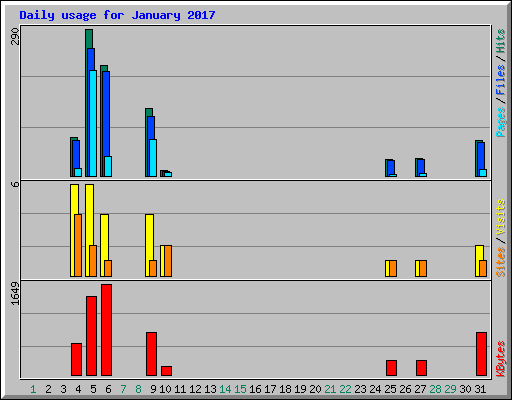 Daily usage for January 2017
290
Pages/Files/Hits
6
Sites/Visits
1649
KBytes
1 2 3 4 5 6 7 8 9 10 11 12 13 14 15 16 17 18 19 20 21 22 23 24 25 26 27 28 29 30 31